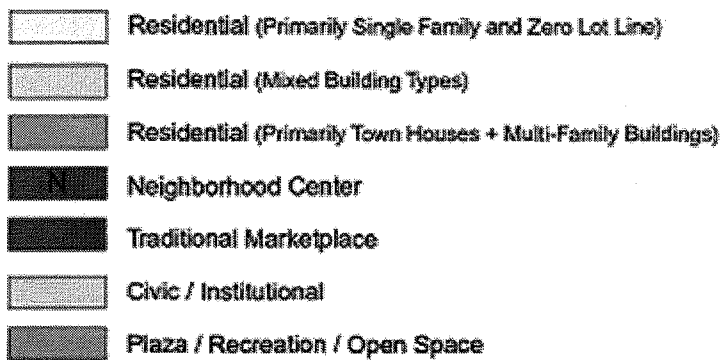 Residential (Primarily Single Family and Zero Lot Line)
Residential (Mixed Building Types)
Residential (Primarily Town Houses + Multi-Family Buildings)
N Neighborhood Center
Traditional Marketplace
Civic / Institutional
Plaza / Recreation / Open Space